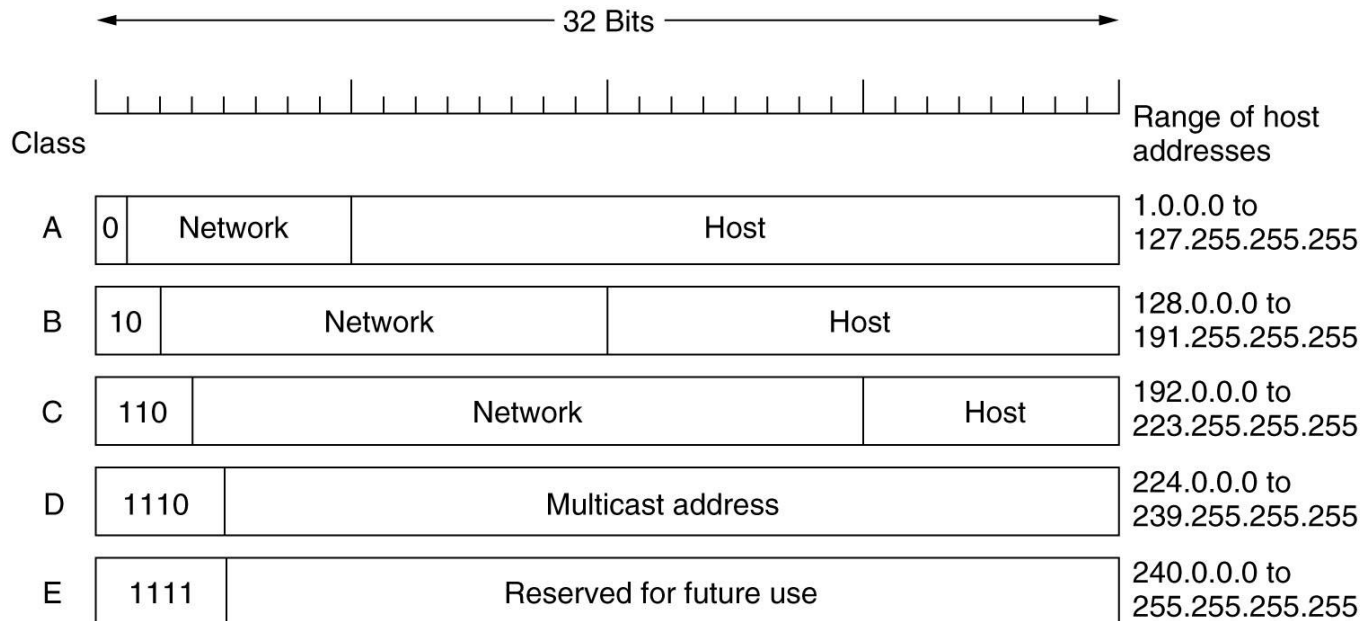 32 Bits
Range of host
addresses
Class
A 0 Network Host 1.0.0.0 to
127.255.255.255
B 10 Network Host 128.0.0.0 to
191.255.255.255
C 110 Network Host 192.0.0.0 to
223.255.255.255
D 1110 Multicast address 224.0.0.0 to
239.255.255.255
E 1111 Reserved for future use 240.0.0.0 to
255.255.255.255